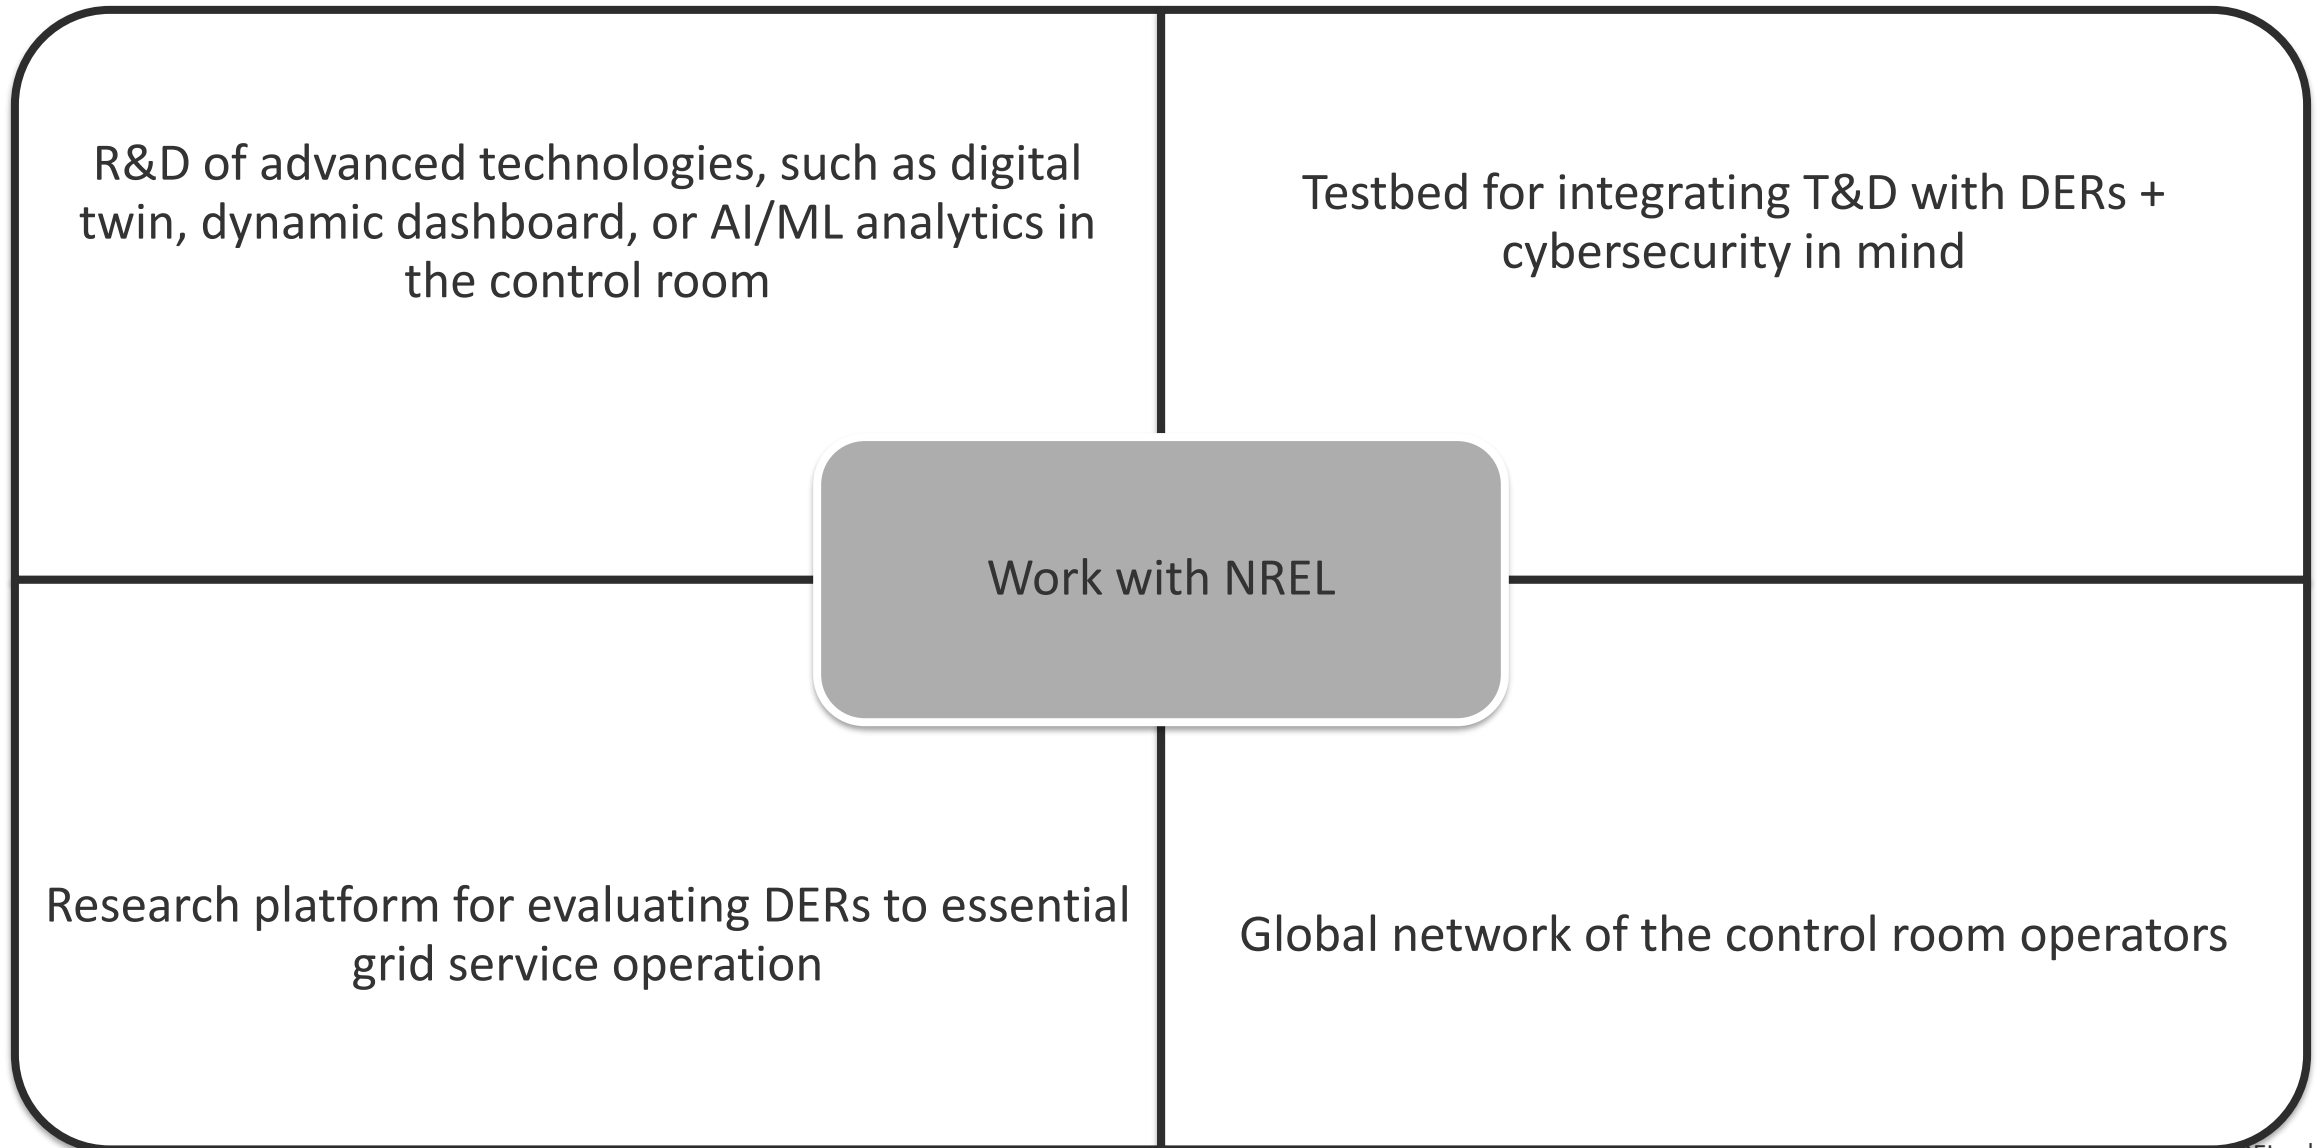 R&D of advanced technologies, such as digital
twin, dynamic dashboard, or AI/ML analytics in
the control room
Testbed for integrating T&D with DERs +
cybersecurity in mind
Work with NREL
Research platform for evaluating DERs to essential
grid service operation
Global network of the control room operators